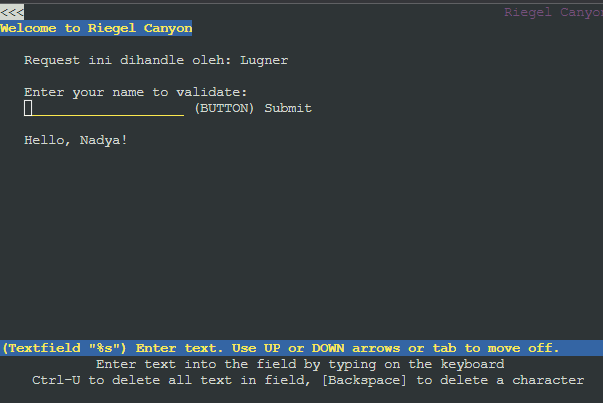 <<< Riegel Canyon
Welcome to Riegel Canyon
Request ini dihandle oleh: Lugner
Enter your name to validate:
(BUTTON) Submit
Hello, Nadya!
(Textfield "%s") Enter text. Use UP or DOWN arrows or tab to move off.
Enter text into the field by typing on the keyboard
Ctrl-U to delete all text in field, [Backspace] to delete a character